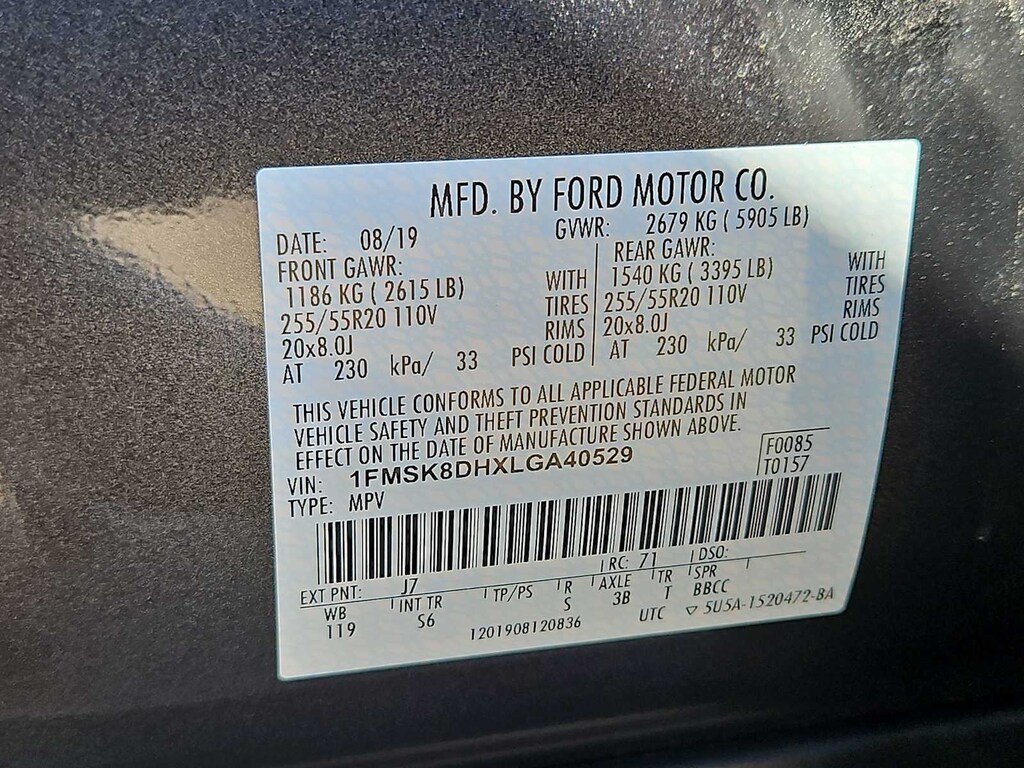 MFD. BY FORD MOTOR CO.
DATE: 08/19
GVWR: 2679 KG ( 5905 LB)
FRONT GAWR:
1186 KG ( 2615 LB) WITH
255/55R20 110V TIRES
20x8.0J RIMS
AT 230 kPa/ 33 PSI COLD
REAR GAWR:
1540 KG ( 3395 LB) WITH
255/55R20 110V TIRES
20x8.0J RIMS
AT 230 kPa/ 33 PSI COLD
THIS VEHICLE CONFORMS TO ALL APPLICABLE FEDERAL MOTOR
VEHICLE SAFETY AND THEFT PREVENTION STANDARDS IN
EFFECT ON THE DATE OF MANUFACTURE SHOWN ABOVE.
VIN: 1FMSK8DHXLGA40529
TYPE: MPV
F0085
T0157
EXT PNT: J7 RC: 71 DSO:
WB INT TR TP/PS R AXLE TR SPR
119 S6 S 3B T BBCC
1201908120836 UTC ▽ 5U5A-1520472-BA